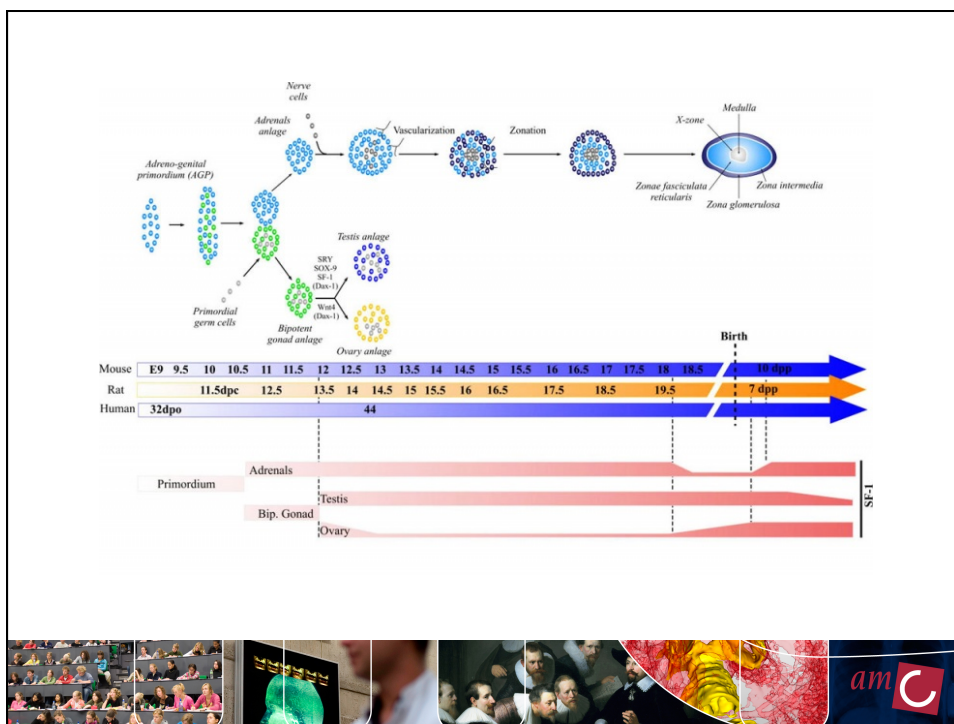 Nerve
cells
Adrenals
anlage
Vascularization
Zonation
Medulla
X-zone
Adreno-genital
primordium (AGP)
Zonae fasciculata
reticularis
Zona intermedia
Zona glomerulosa
Testis anlage
SRY
SOX-9
SF-1
(Dax-1)
Wnt4
(Dax-1)
Primordial
germ cells
Bipotent
gonad anlage
Ovary anlage
Birth
Mouse E9 9.5 10 10.5 11 11.5 12 12.5 13 13.5 14 14.5 15 15.5 16 16.5 17 17.5 18 18.5 10 dpp
Rat 11.5dpc 12.5 13.5 14 14.5 15 15.5 16 16.5 17.5 18.5 19.5 7 dpp
Human 32dpo 44
Adrenals
Primordium
Testis
Bip. Gonad
Ovary
SF-1
amc